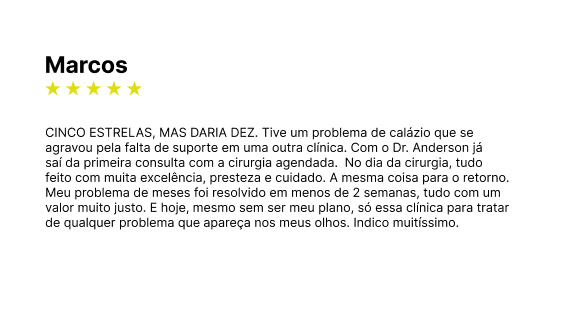 Marcos
★★★★★
CINCO ESTRELAS, MAS DARIA DEZ. Tive um problema de calázio que se
agravou pela falta de suporte em uma outra clínica. Com o Dr. Anderson já
saí da primeira consulta com a cirurgia agendada.  No dia da cirurgia, tudo
feito com muita excelência, presteza e cuidado. A mesma coisa para o retorno.
Meu problema de meses foi resolvido em menos de 2 semanas, tudo com um
valor muito justo. E hoje, mesmo sem ser meu plano, só essa clínica para tratar
de qualquer problema que apareça nos meus olhos. Indico muitíssimo.